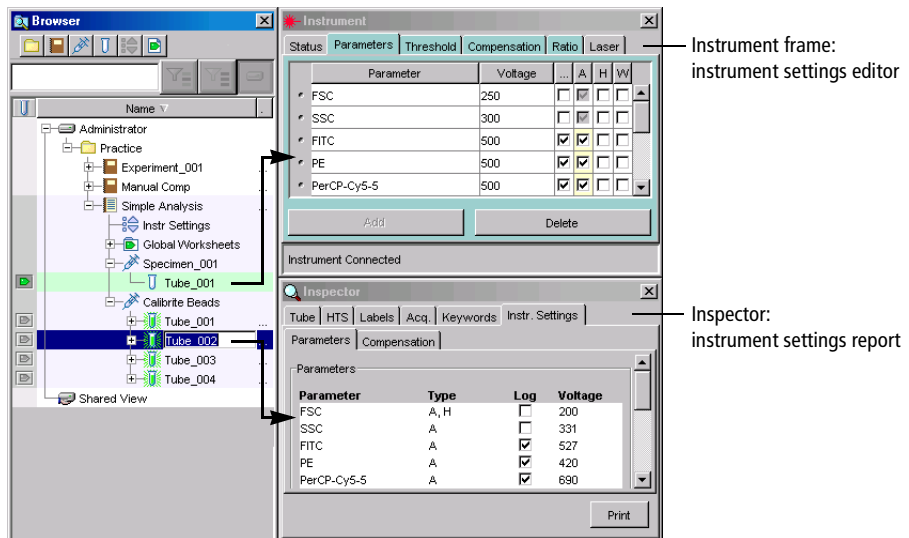 Browser
Name
Administrator
Practice
Experiment_001
...
Manual Comp
...
Simple Analysis
...
Instr Settings
Global Worksheets
Specimen_001
Tube_001
Calibrite Beads
Tube_001
...
Tube_002
...
Tube_003
...
Tube_004
...
Shared View
Instrument
Status Parameters Threshold Compensation Ratio Laser
Parameter Voltage ... A H W
FSC 250
SSC 300
FITC 500
PE 500
PerCP-Cy5-5 500
Add Delete
Instrument Connected
Inspector
Tube HTS Labels Acq. Keywords Instr. Settings
Parameters Compensation
Parameters
Parameter Type Log Voltage
FSC A, H 200
SSC A 331
FITC A 527
PE A 420
PerCP-Cy5-5 A 690
Print
Instrument frame:
instrument settings editor
Inspector:
instrument settings report